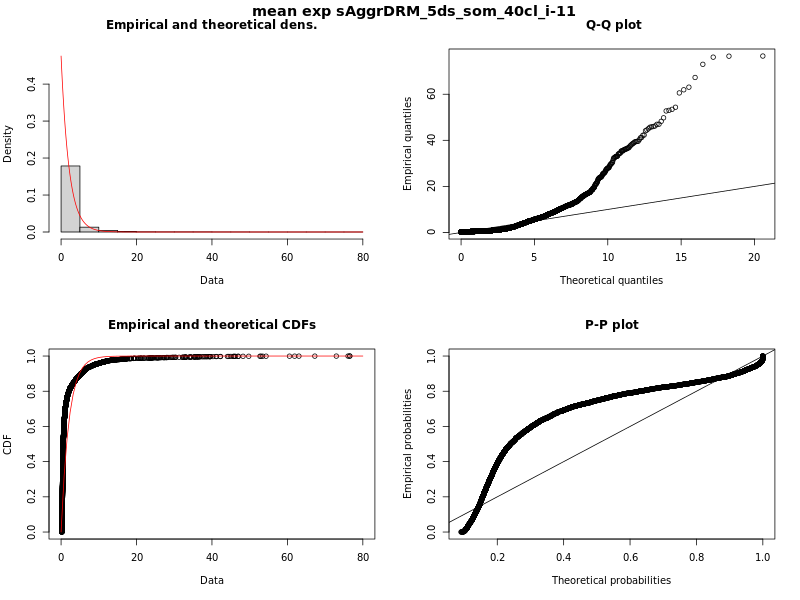 mean exp sAggrDRM_5ds_som_40cl_i-11
Empirical and theoretical dens.
Density
0.0 0.1 0.2 0.3 0.4
0 20 40 60 80
Data
Q-Q plot
Empirical quantiles
0 20 40 60
0 5 10 15 20
Theoretical quantiles
Empirical and theoretical CDFs
CDF
0.0 0.2 0.4 0.6 0.8 1.0
0 20 40 60 80
Data
P-P plot
Empirical probabilities
0.0 0.2 0.4 0.6 0.8 1.0
0.2 0.4 0.6 0.8 1.0
Theoretical probabilities